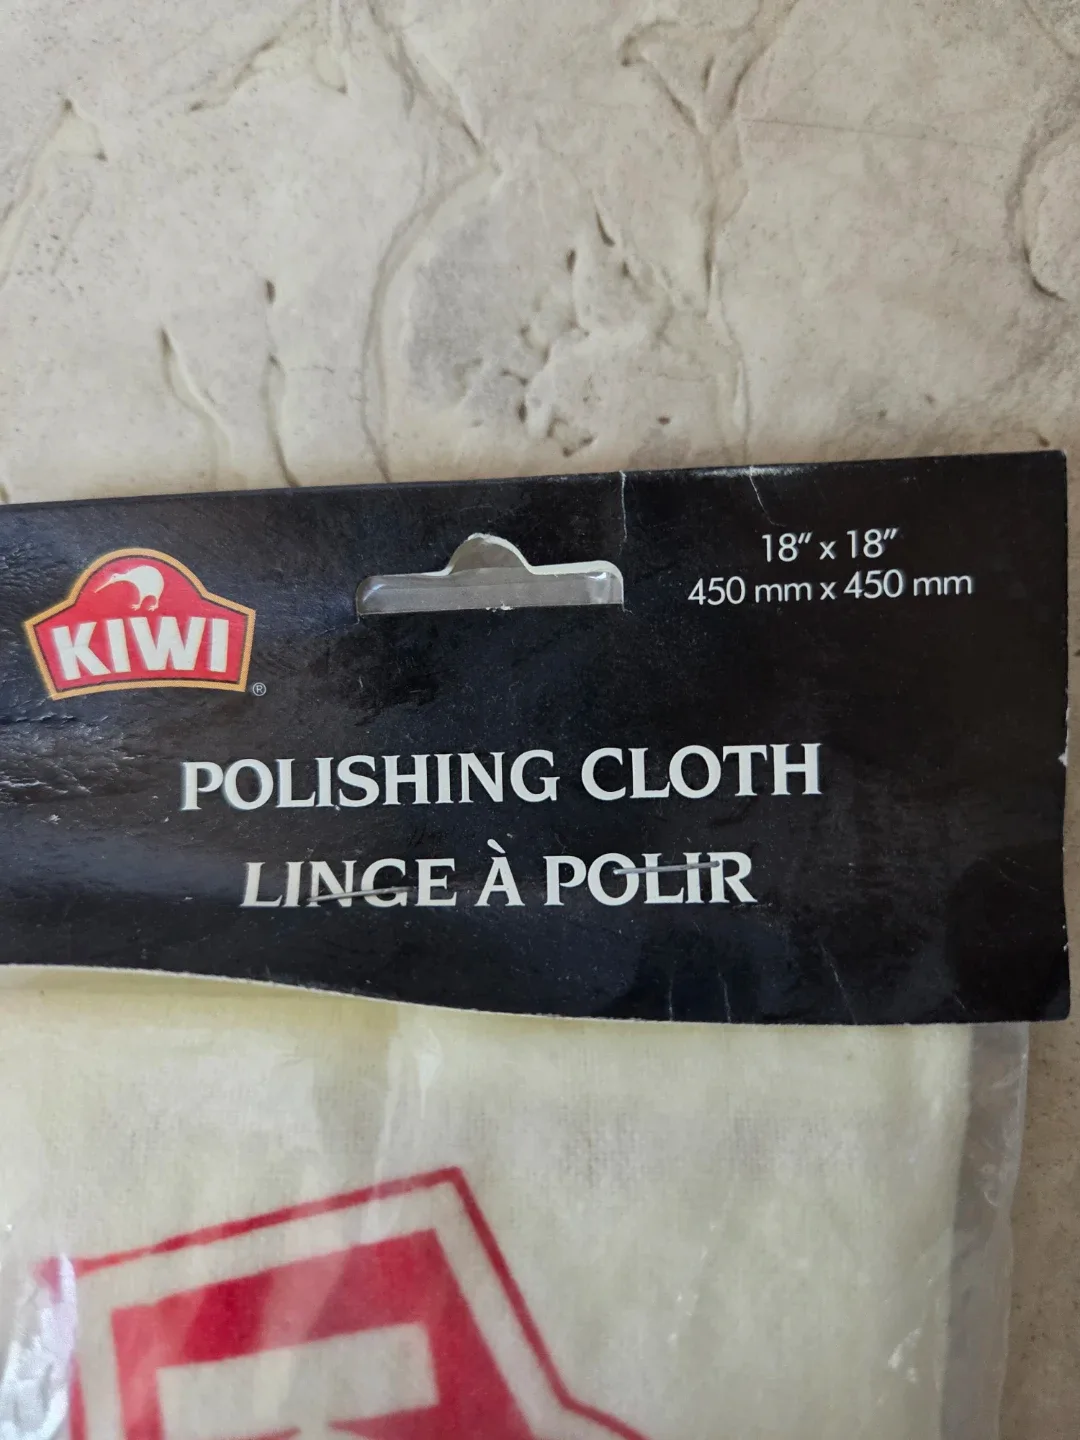 18" x 18"
450 mm x 450 mm
KIWI
®
POLISHING CLOTH
LINGE À POLIR